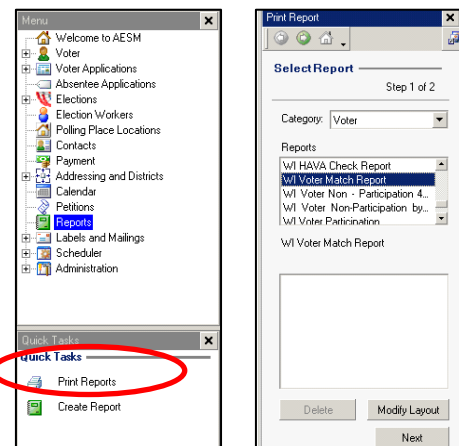 Menu
Welcome to AESM
Voter
Voter Applications
Absentee Applications
Elections
Election Workers
Polling Place Locations
Contacts
Payment
Addressing and Districts
Calendar
Petitions
Reports
Labels and Mailings
Scheduler
Administration
Quick Tasks
Quick Tasks
Print Reports
Create Report
Print Report
Select Report
Step 1 of 2
Category: Voter
Reports
WI HAVA Check Report
WI Voter Match Report
WI Voter Non - Participation 4...
WI Voter Non-Participation by...
WI Voter Participation
WI Voter Match Report
Delete Modify Layout
Next